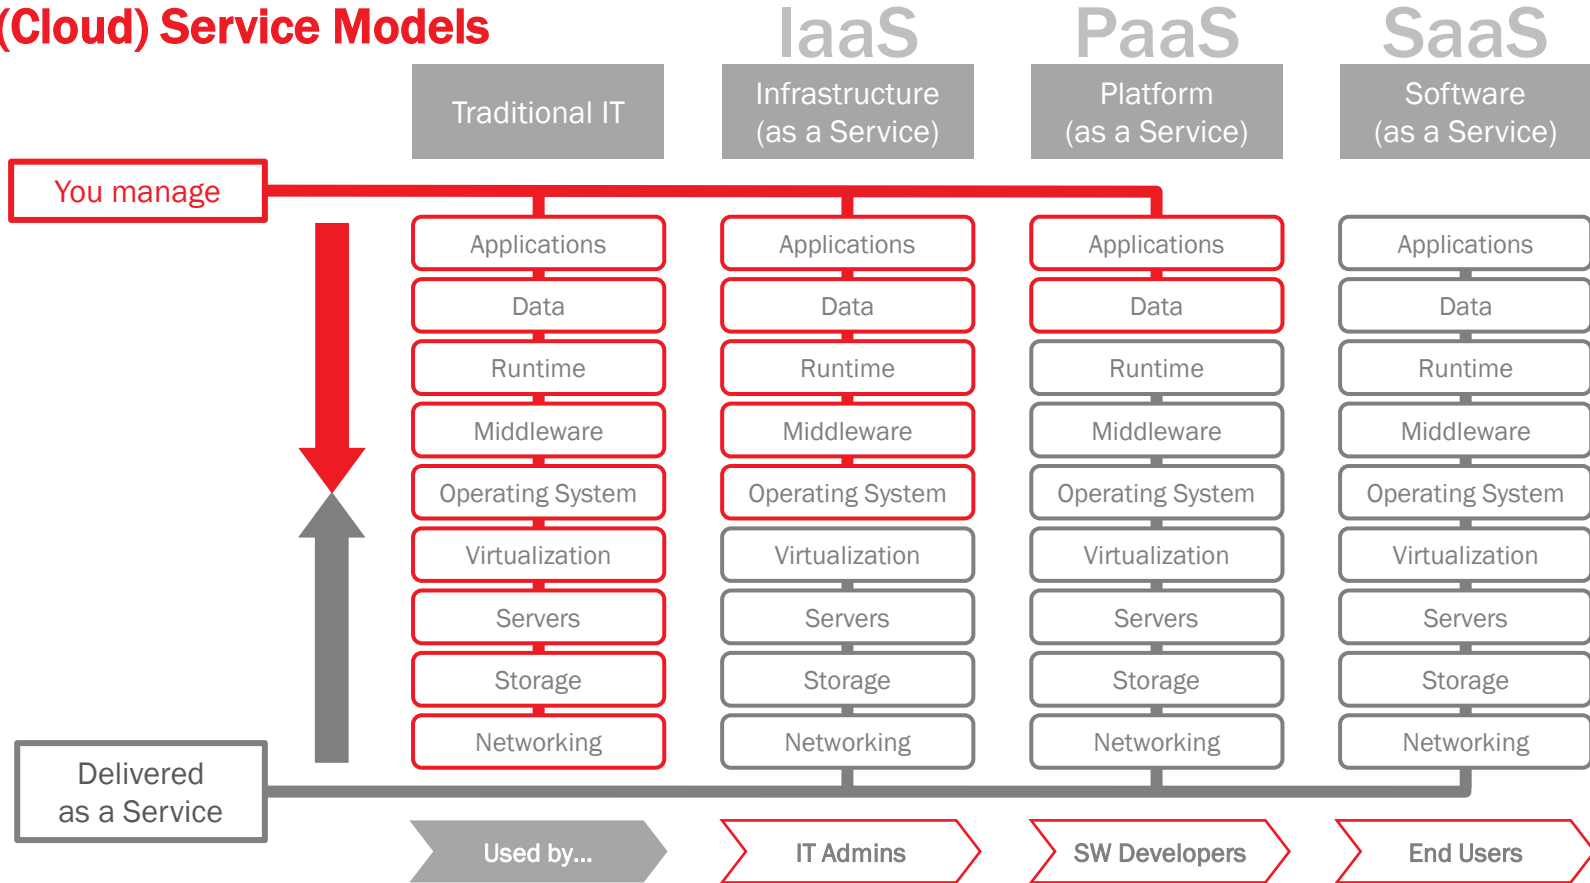 (Cloud) Service Models
IaaS
PaaS
SaaS
Traditional IT
Infrastructure
(as a Service)
Platform
(as a Service)
Software
(as a Service)
You manage
Applications
Applications
Applications
Applications
Data
Data
Data
Data
Runtime
Runtime
Runtime
Runtime
Middleware
Middleware
Middleware
Middleware
Operating System
Operating System
Operating System
Operating System
Virtualization
Virtualization
Virtualization
Virtualization
Servers
Servers
Servers
Servers
Storage
Storage
Storage
Storage
Networking
Networking
Networking
Networking
Delivered
as a Service
Used by...
IT Admins
SW Developers
End Users